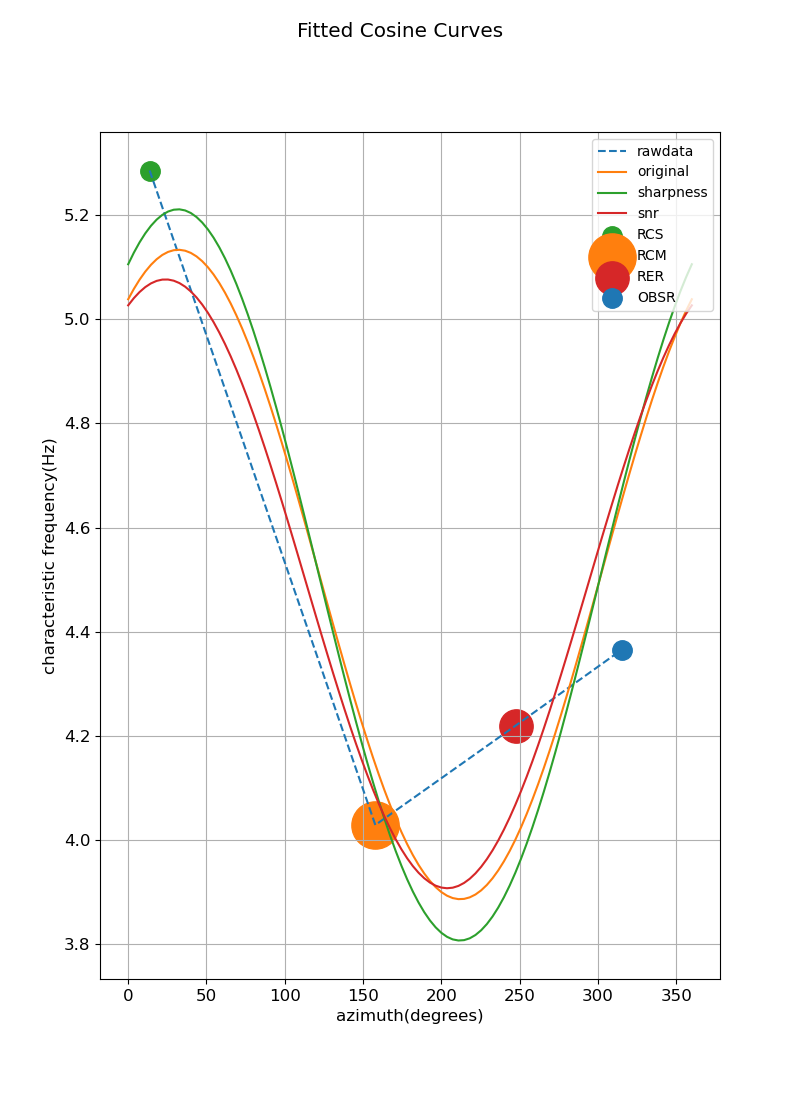 Fitted Cosine Curves
rawdata
original
sharpness
snr
RCS
RCM
RER
OBSR
characteristic frequency(Hz)
5.2
5.0
4.8
4.6
4.4
4.2
4.0
3.8
0 50 100 150 200 250 300 350
azimuth(degrees)